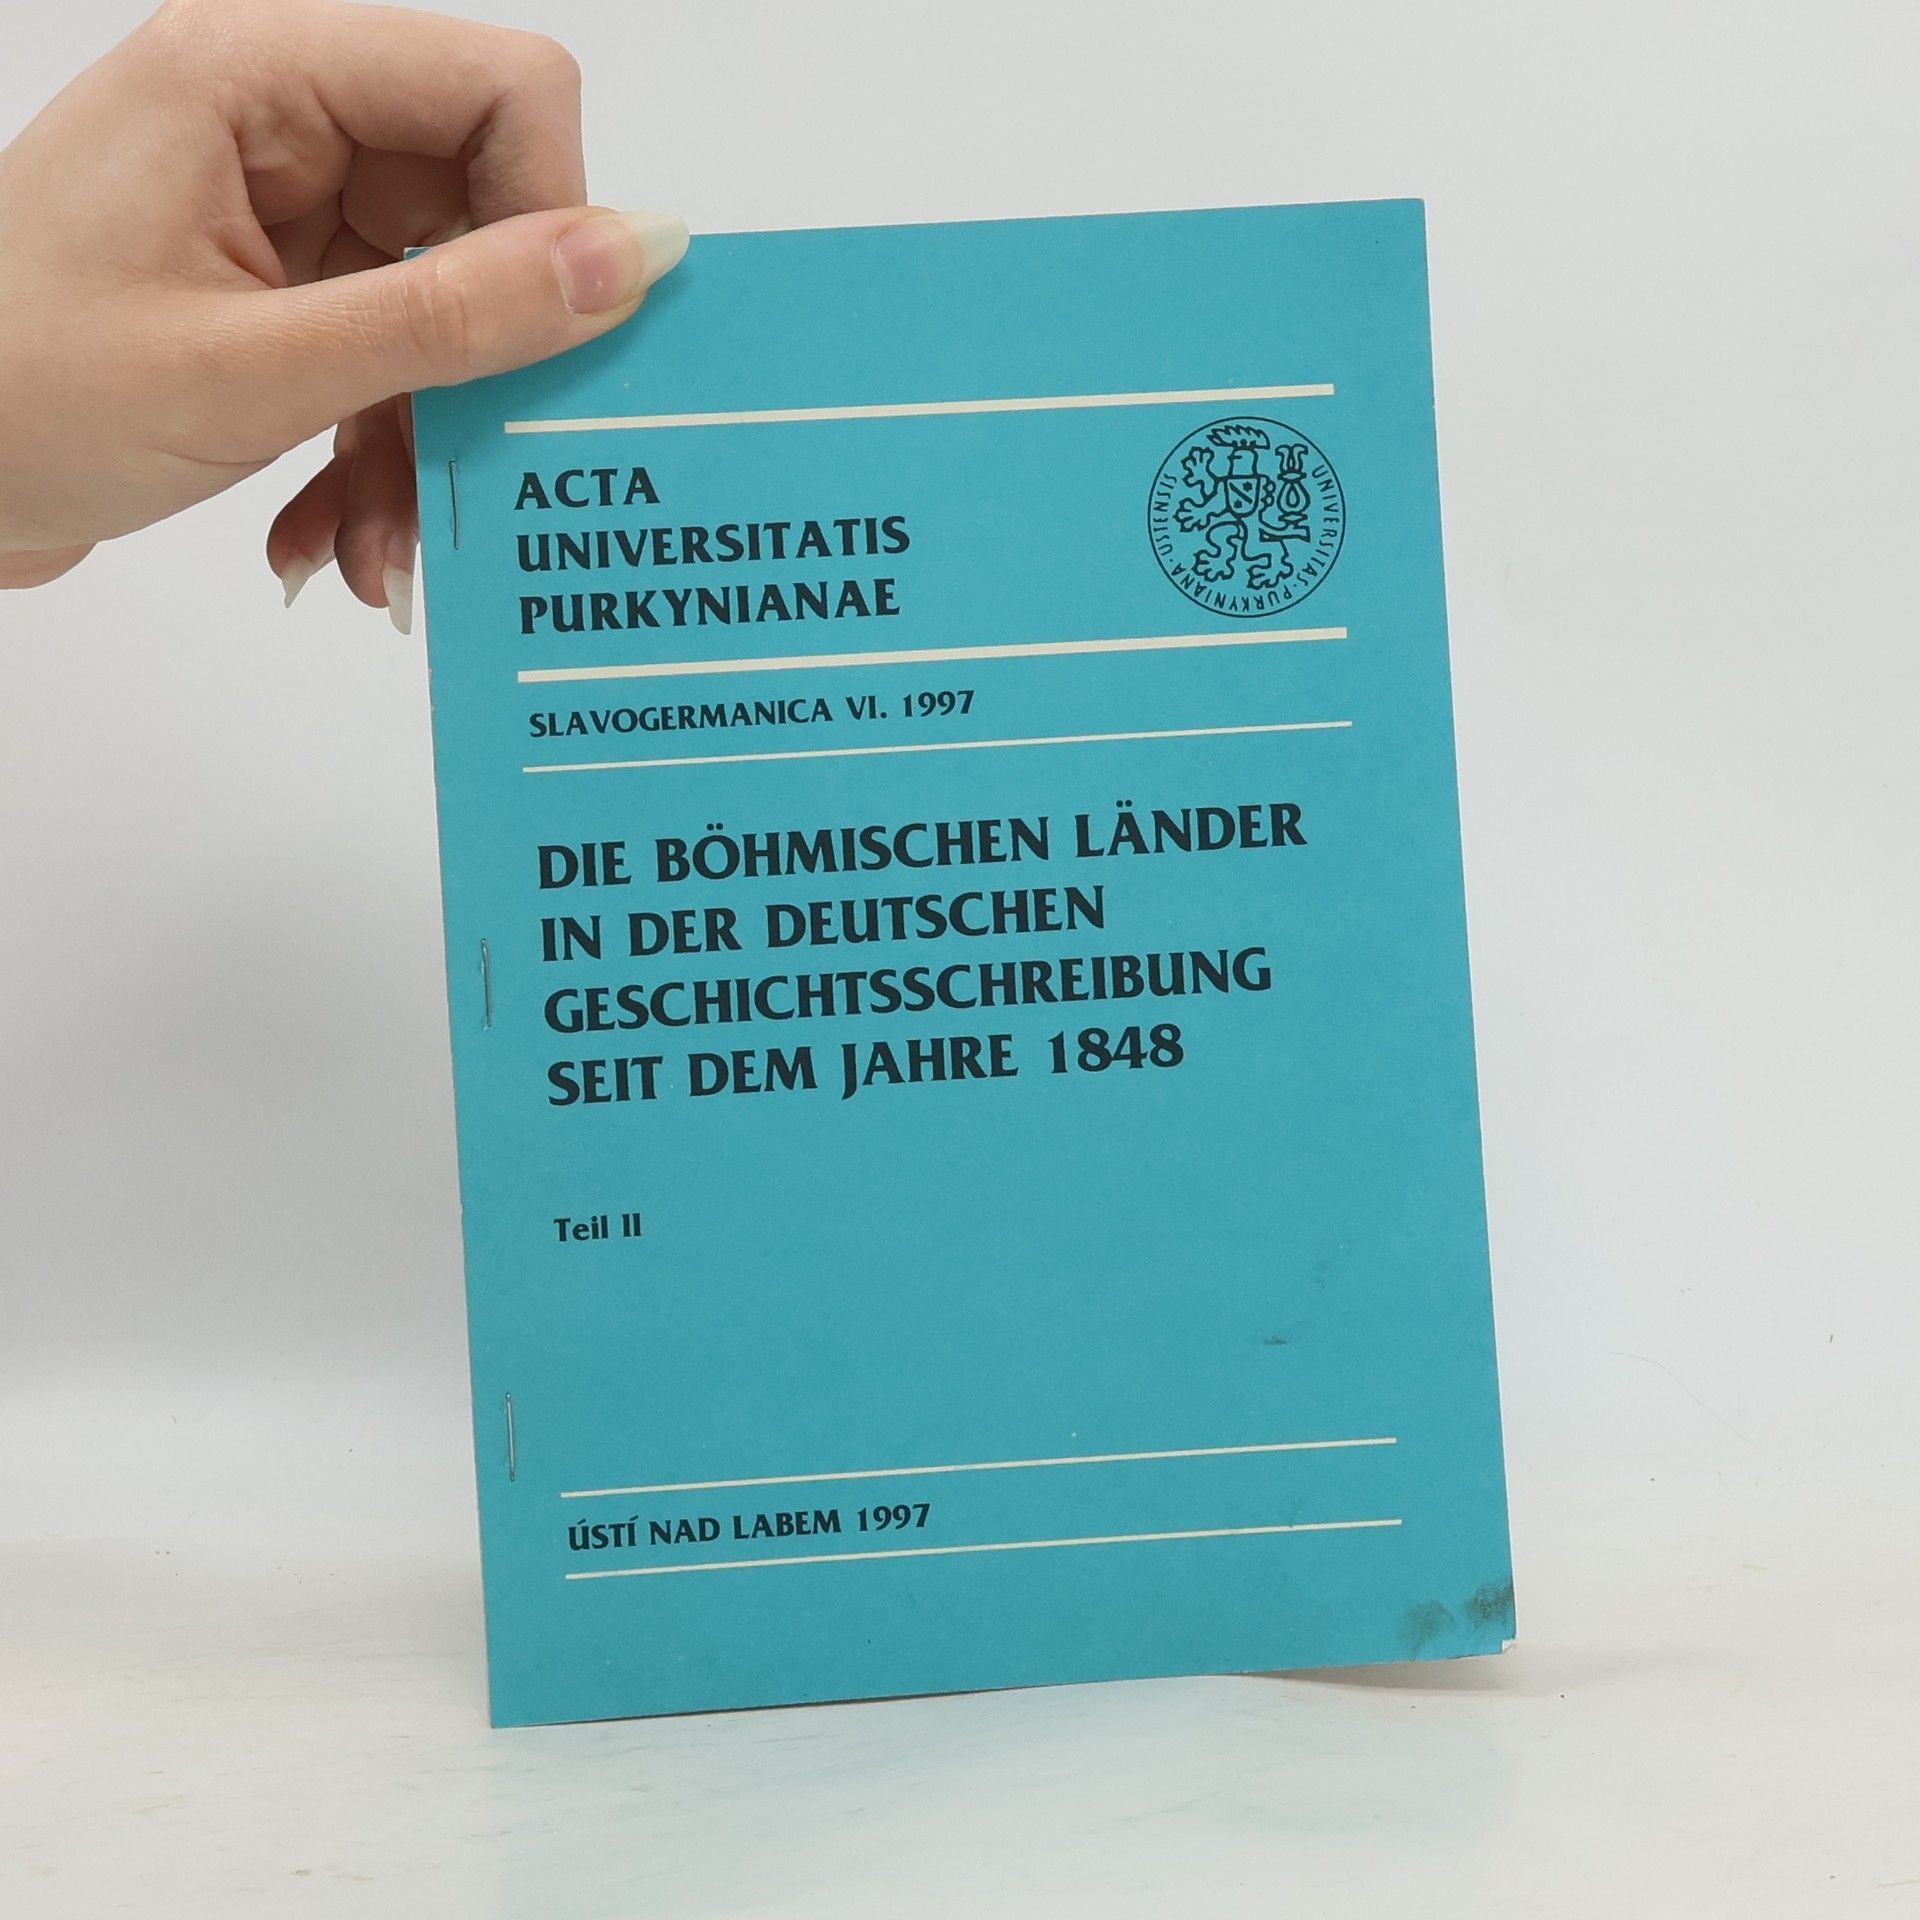 ACTA
UNIVERSITATIS
PURKYNIANAE
UNIVERSITAS · PURKYNIANA · USTENSIS
SLAVOGERMANICA VI. 1997
DIE BÖHMISCHEN LÄNDER
IN DER DEUTSCHEN
GESCHICHTSSCHREIBUNG
SEIT DEM JAHRE 1848
Teil II
ÚSTÍ NAD LABEM 1997